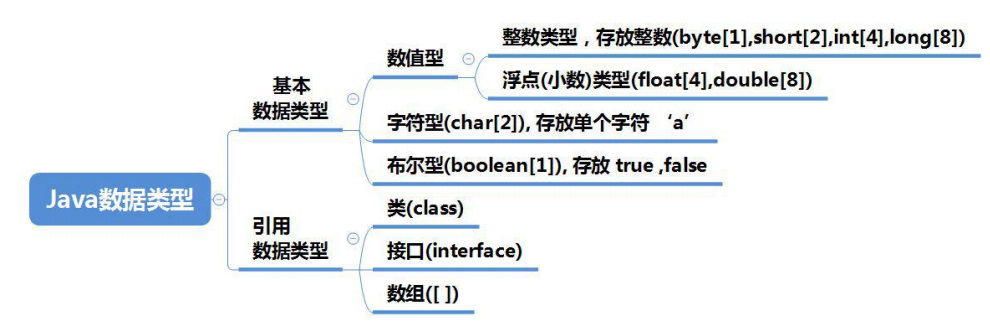 整数类型，存放整数(byte[1],short[2],int[4],long[8])
数值型
浮点(小数)类型(float[4],double[8])
基本
数据类型
字符型(char[2]), 存放单个字符 ‘a’
布尔型(boolean[1]), 存放 true ,false
Java数据类型
类(class)
引用
数据类型
接口(interface)
数组([ ])